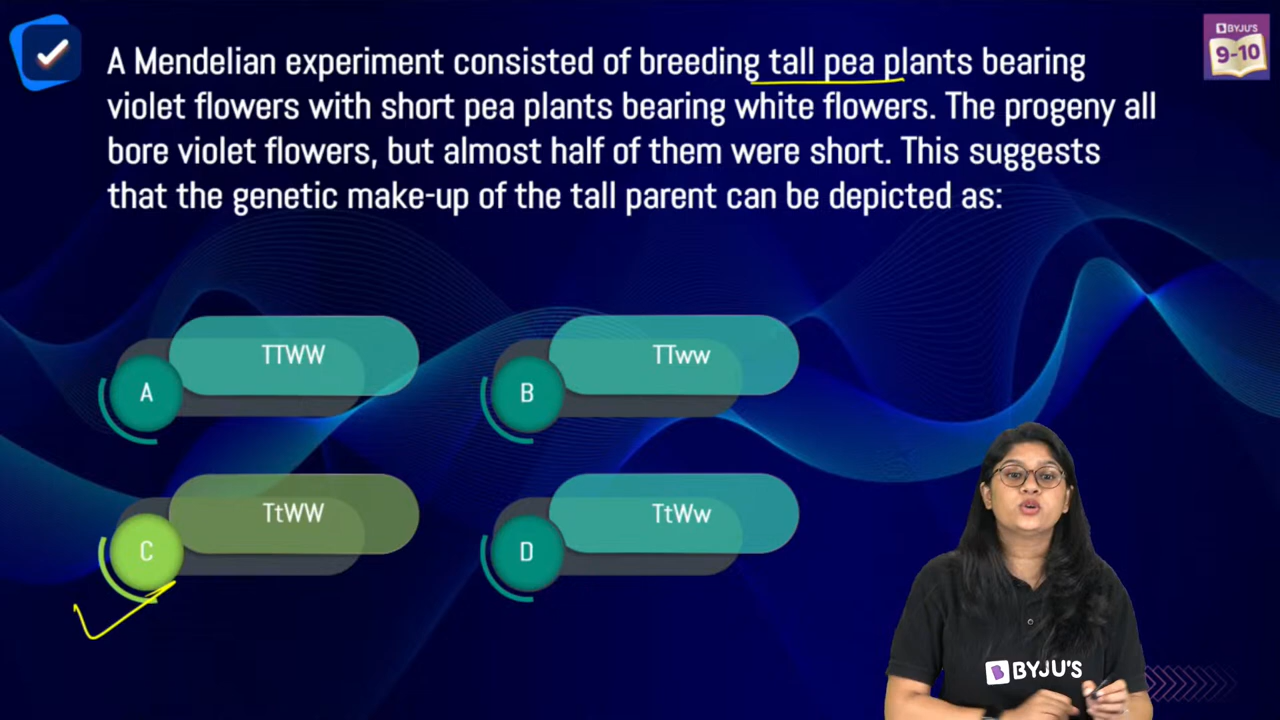 A Mendelian experiment consisted of breeding tall pea plants bearing
violet flowers with short pea plants bearing white flowers. The progeny all
bore violet flowers, but almost half of them were short. This suggests
that the genetic make-up of the tall parent can be depicted as:
BYJU'S
9-10
A TTWW
B TTww
C TtWW
D TtWw
BYJU'S